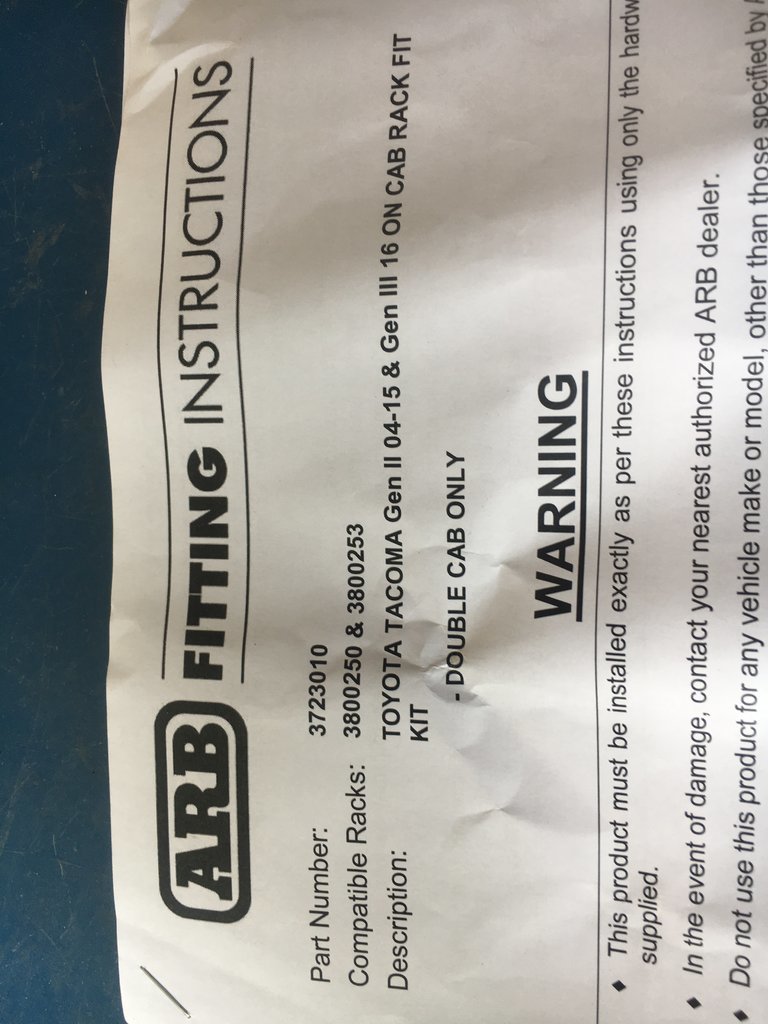 ARB FITTING INSTRUCTIONS
Part Number: 3723010
Compatible Racks: 3800250 & 3800253
Description: TOYOTA TACOMA Gen II 04-15 & Gen III 16 ON CAB RACK FIT
KIT
- DOUBLE CAB ONLY
WARNING
♦ This product must be installed exactly as per these instructions using only the hardw
supplied.
♦ In the event of damage, contact your nearest authorized ARB dealer.
♦ Do not use this product for any vehicle make or model, other than those specified by